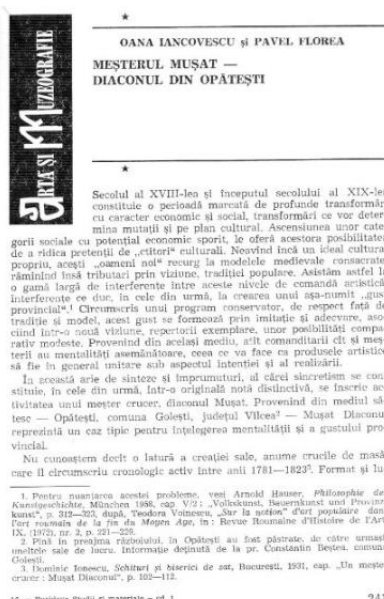 ARTA ȘI MUZEOGRAFIE
★
OANA IANCOVESCU și PAVEL FLOREA
MEȘTERUL MUȘAT —
DIACONUL DIN OPĂTEȘTI
★
Secolul al XVIII-lea și începutul secolului al XIX-lea
constituie o perioadă marcată de profunde transformăr
cu caracter economic și social, transformări ce vor deter
mina mutații și pe plan cultural. Ascensiunea unor cate
gorii sociale cu potențial economic sporit, le oferă acestora posibilitatea
de a ridica pretenții de „ctitori" culturali. Neavînd încă un ideal cultura
propriu, acești „oameni noi" recurg la modelele medievale consacrate
rămînînd însă tributari prin viziune, tradiției populare. Asistăm astfel l
o gamă largă de interferențe între aceste nivele de comandă artistică
interferențe ce duc, în cele din urmă, la crearea unui așa-numit „gus
provincial".¹ Circumscris unui program conservator, de respect față d
tradiție și model, acest gust se formează prin imitație și adecvare, aso-
ciind într-o nouă viziune, repertorii exemplare, unor posibilități compa
rativ modeste. Provenind din același mediu, atît comanditarii cît și meș-
terii au mentalități asemănătoare, ceea ce va face ca produsele artistic
să fie în general unitare sub aspectul intenției și al realizării.
În această arie de sinteze și împrumuturi, al cărei sincretism se con
stituie, în cele din urmă, într-o originală notă distinctivă, se înscrie ac
tivitatea unui meșter crucer, diaconul Mușat. Provenind din mediul să-
tesc — Opătești, comuna Golești, județul Vîlcea² — Mușat Diaconu
reprezintă un caz tipic pentru înțelegerea mentalității și a gustului pro-
vincial.
Nu cunoaștem decît o latură a creației sale, anume crucile de masă
care îl circumscriu cronologic activ între anii 1781—1823³. Format și lu
1. Pentru nuanțarea acestei probleme, vezi Arnold Hauser, Philosophie de
Kunstgeschichte, München 1958, cap. V/2: „Volkskunst, Bauernkunst und Provinz
kunst", p. 312—323, după, Teodora Voinescu, „Sur la notion" d'art populaire dan
l'art roumain de la fin du Moyen Age, în: Revue Roumaine d'Histoire de l'Art
IX, (1972), nr. 2, p. 221—228.
2. Pînă în preajma războiului, în Opătești au fost păstrate, de către urmaș
uneltele sale de lucru. Informație deținută de la pr. Constantin Beștea, comun
Golești.
3. Dominic Ionescu, Schituri și biserici de sat, București, 1931, cap. „Un mește
crucer: Mușat Diaconul", p. 102—112.
241